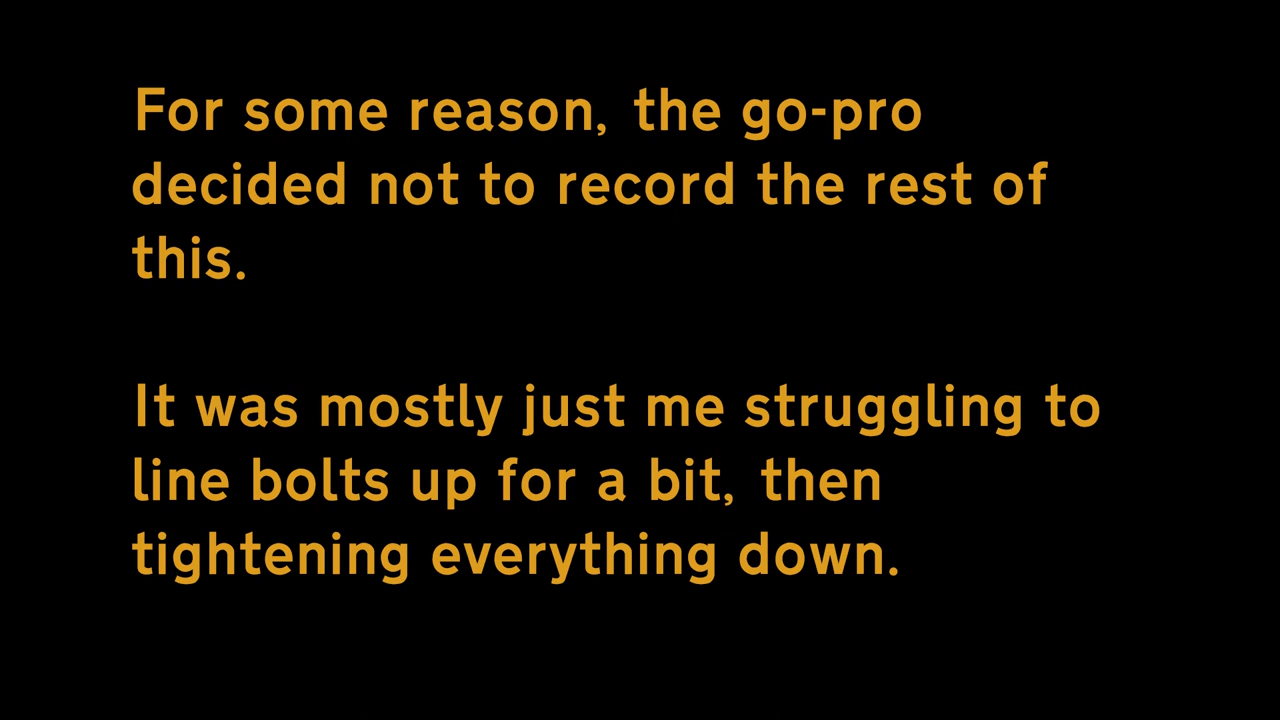 For some reason, the go-pro
decided not to record the rest of
this.
It was mostly just me struggling to
line bolts up for a bit, then
tightening everything down.